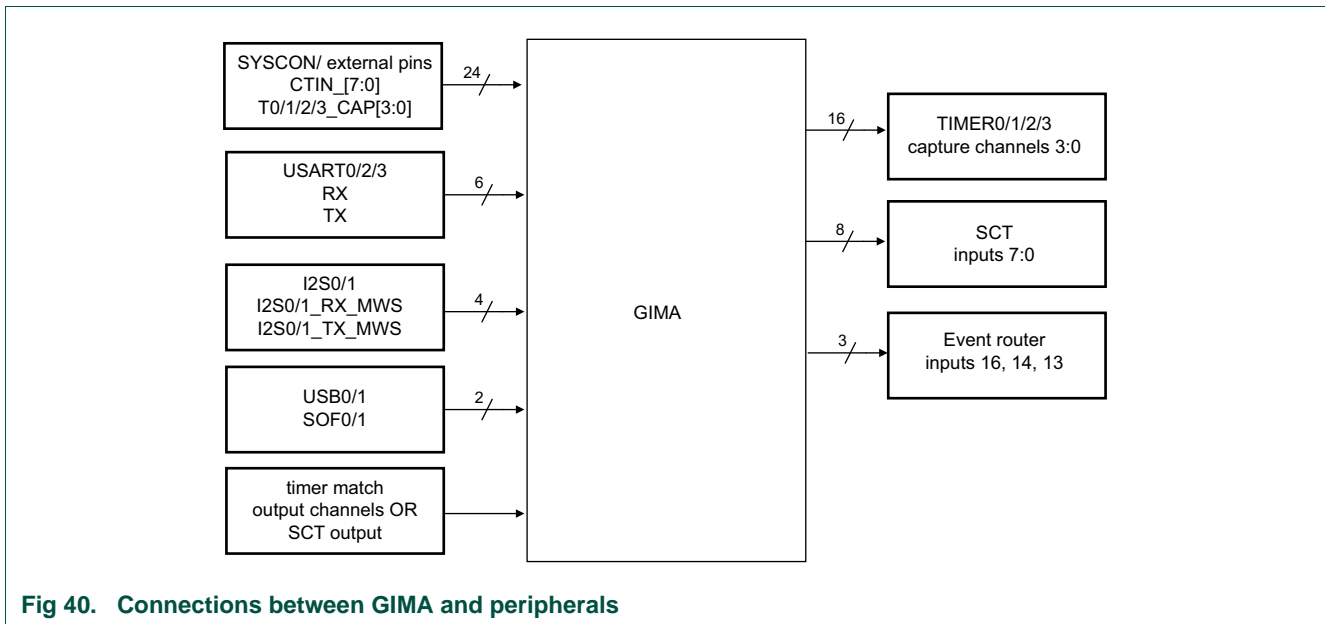 SYSCON/ external pins
CTIN_[7:0]
T0/1/2/3_CAP[3:0]
24
USART0/2/3
RX
TX
6
I2S0/1
I2S0/1_RX_MWS
I2S0/1_TX_MWS
4
USB0/1
SOF0/1
2
timer match
output channels OR
SCT output
GIMA
16
TIMER0/1/2/3
capture channels 3:0
8
SCT
inputs 7:0
3
Event router
inputs 16, 14, 13
Fig 40. Connections between GIMA and peripherals